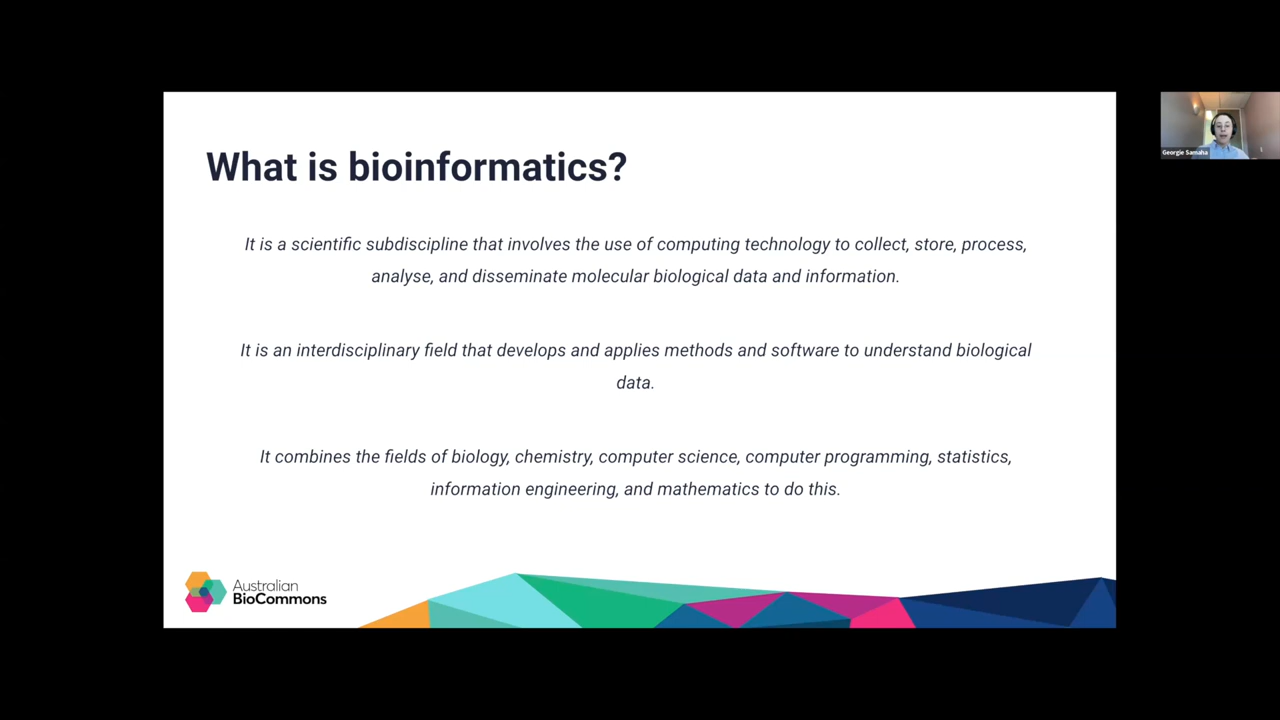 What is bioinformatics?
It is a scientific subdiscipline that involves the use of computing technology to collect, store, process,
analyse, and disseminate molecular biological data and information.
It is an interdisciplinary field that develops and applies methods and software to understand biological
data.
It combines the fields of biology, chemistry, computer science, computer programming, statistics,
information engineering, and mathematics to do this.
Australian
BioCommons
Georgie Samaha